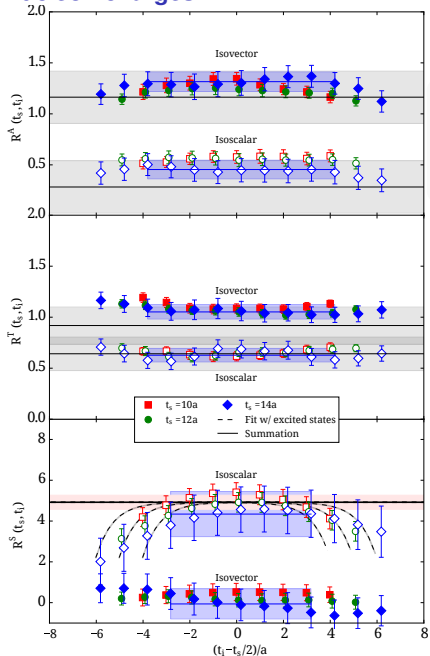 2.0
1.5
1.0
0.5
2.0
1.5
1.0
0.5
0.0
8
6
4
2
0
−8 −6 −4 −2 0 2 4 6 8
R^A (t_s, t_i)
Isovector
Isoscalar
R^T (t_s, t_i)
Isovector
Isoscalar
t_s =10a
t_s =12a
t_s =14a
Fit w/ excited states
Summation
R^S (t_s, t_i)
Isoscalar
Isovector
(t_i−t_s/2)/a